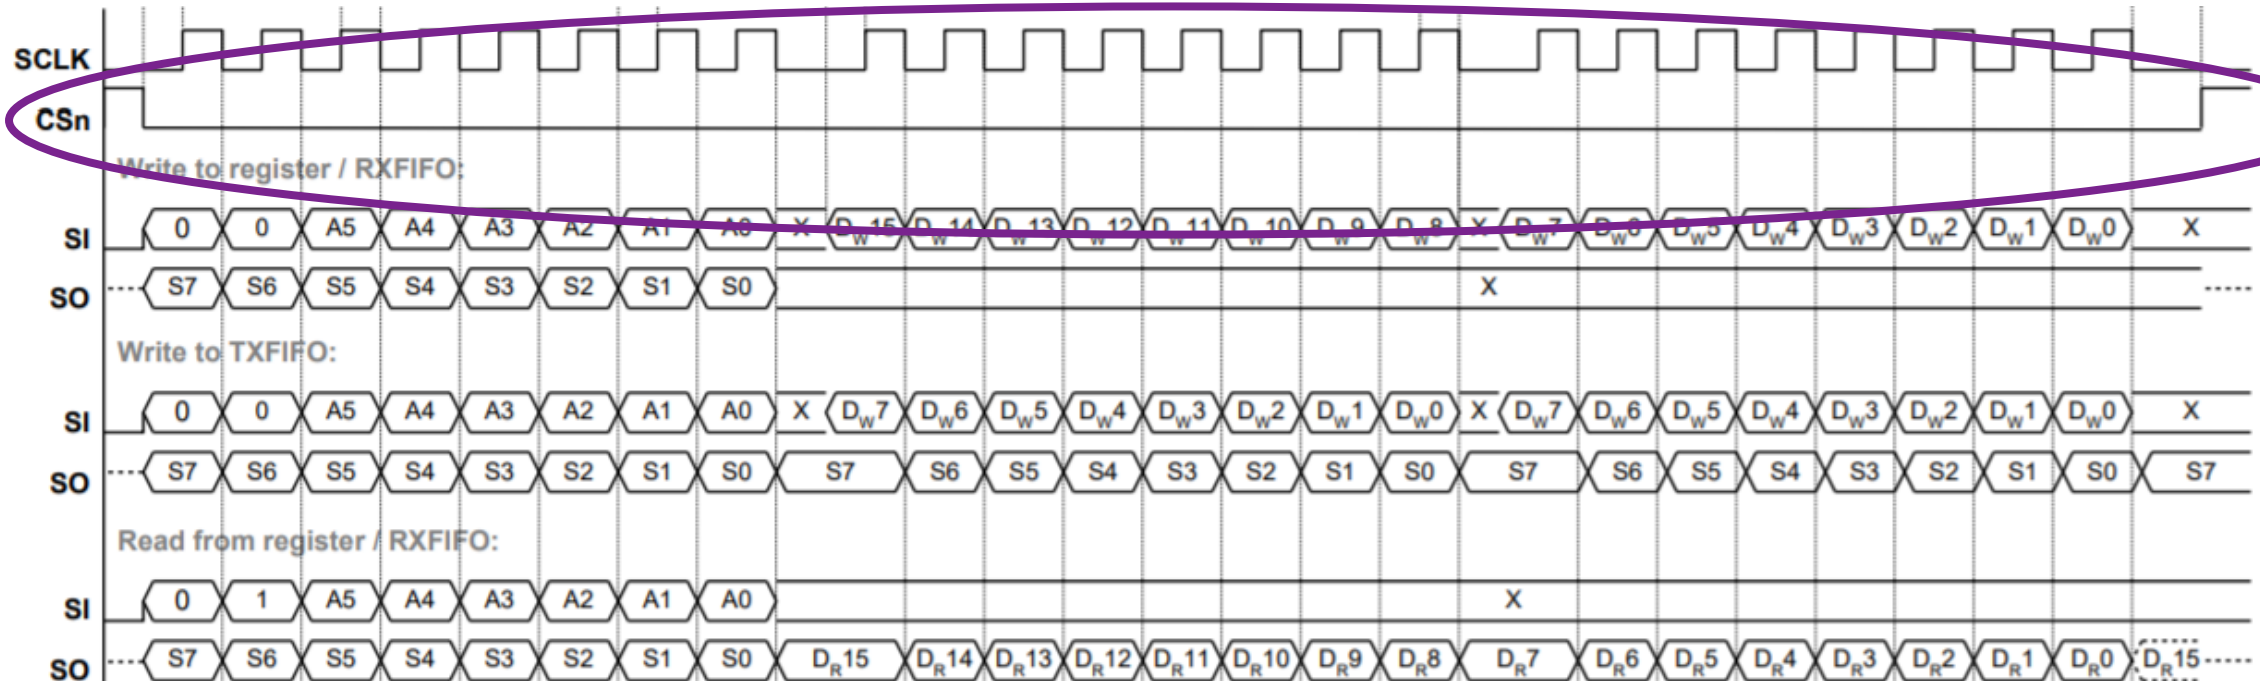 SCLK
CSn
Write to register / RXFIFO:
SI 0 0 A5 A4 A3 A2 A1 A0 X DW15 DW14 DW13 DW12 DW11 DW10 DW9 DW8 X DW7 DW6 DW5 DW4 DW3 DW2 DW1 DW0 X
SO S7 S6 S5 S4 S3 S2 S1 S0 X
Write to TXFIFO:
SI 0 0 A5 A4 A3 A2 A1 A0 X DW7 DW6 DW5 DW4 DW3 DW2 DW1 DW0 X DW7 DW6 DW5 DW4 DW3 DW2 DW1 DW0 X
SO S7 S6 S5 S4 S3 S2 S1 S0 S7 S6 S5 S4 S3 S2 S1 S0 S7 S6 S5 S4 S3 S2 S1 S0 S7
Read from register / RXFIFO:
SI 0 1 A5 A4 A3 A2 A1 A0 X
SO S7 S6 S5 S4 S3 S2 S1 S0 DR15 DR14 DR13 DR12 DR11 DR10 DR9 DR8 DR7 DR6 DR5 DR4 DR3 DR2 DR1 DR0 DR15